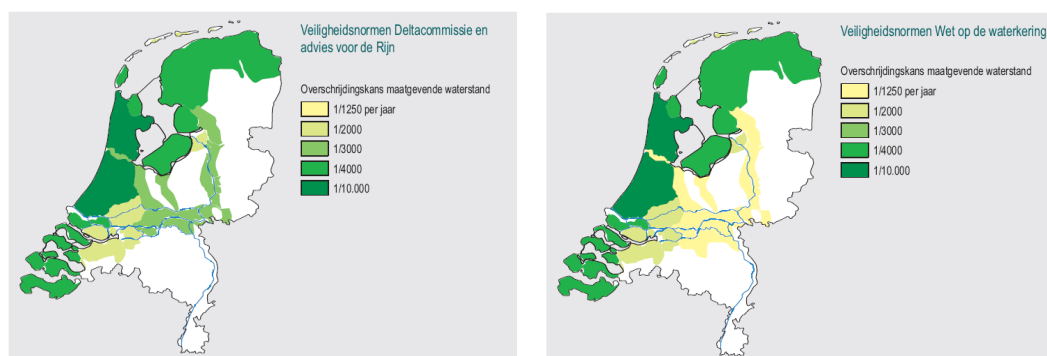 Veiligheidsnormen Deltacommissie en
advies voor de Rijn
Overschrijdingskans maatgevende waterstand
1/1250 per jaar
1/2000
1/3000
1/4000
1/10.000
Veiligheidsnormen Wet op de waterkering
Overschrijdingskans maatgevende waterstand
1/1250 per jaar
1/2000
1/3000
1/4000
1/10.000